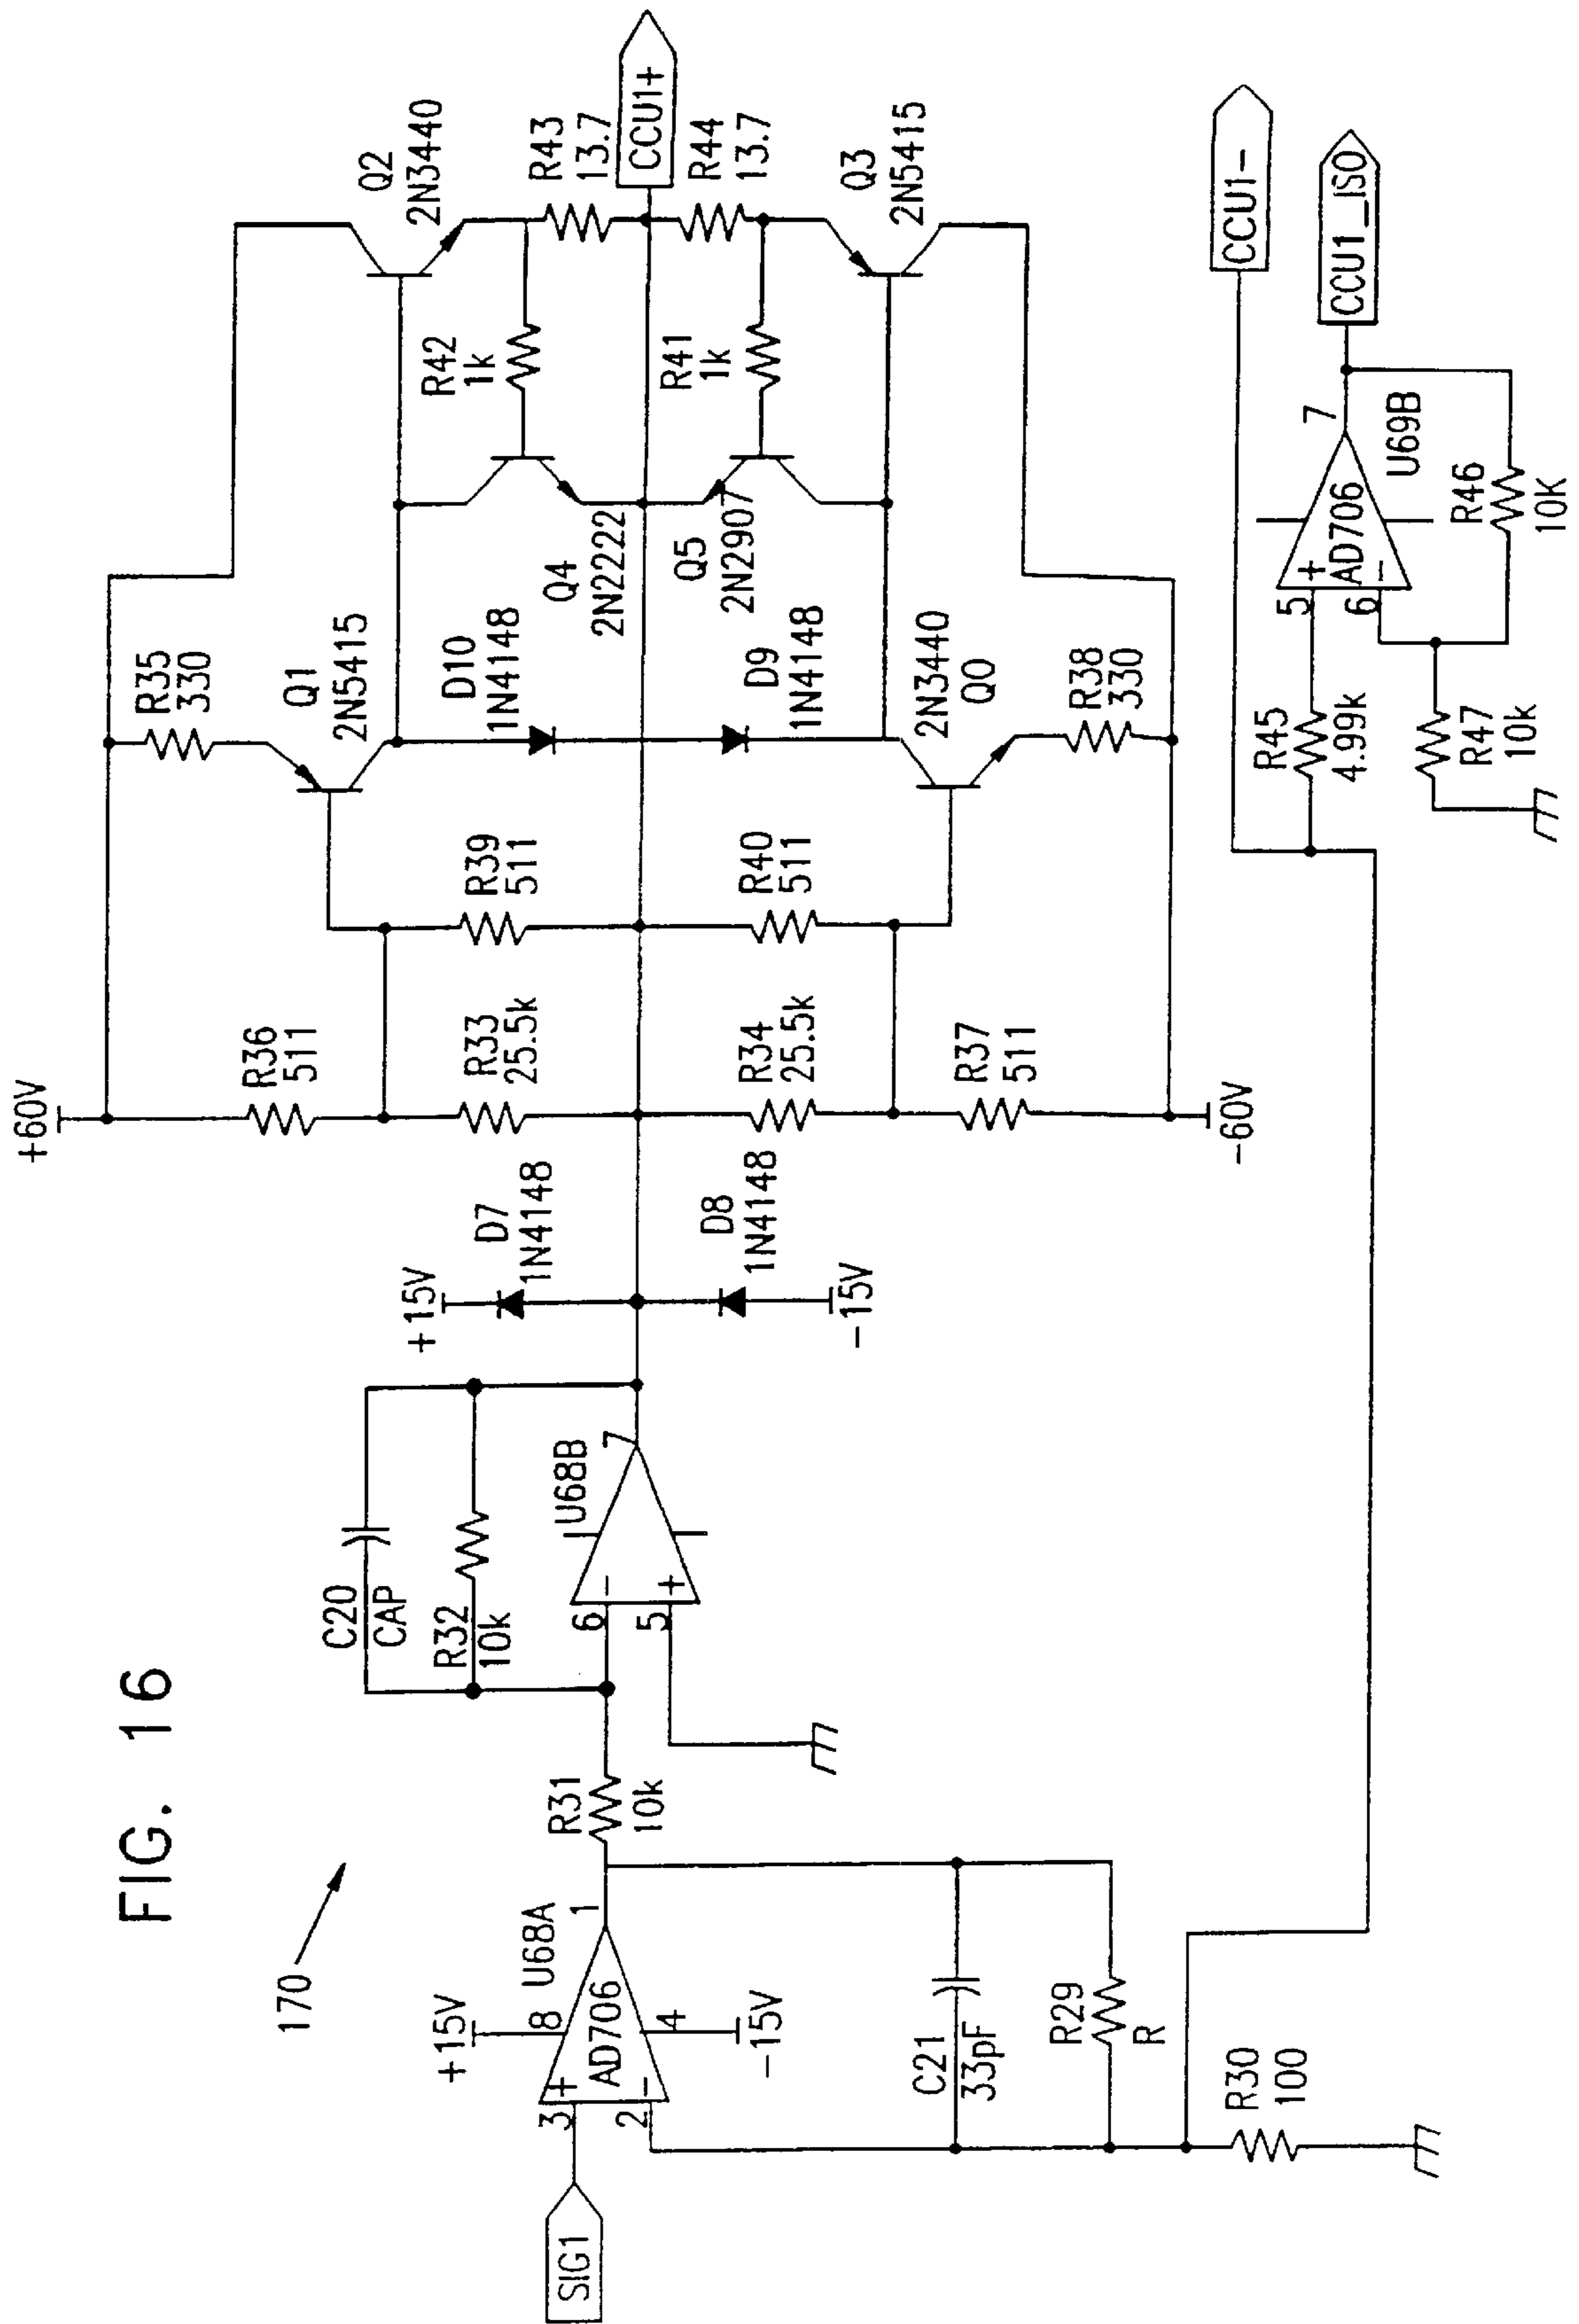 FIG. 16
170
SIG1
3
+
2
−
AD706
U68A
1
+15V
8
4
−15V
C21
33pF
R29
R
R30
100
R31
10k
C20
CAP
R32
10k
6
−
5
+
U68B
7
+15V
D7
1N4148
D8
1N4148
−15V
+60V
R36
511
R33
25.5k
R34
25.5k
R37
511
−60V
R39
511
R40
511
R35
330
Q1
2N5415
D10
1N4148
D9
1N4148
2N3440
Q0
R38
330
Q4
2N2222
Q5
2N2907
R42
1k
R41
1k
Q2
2N3440
R43
13.7
CCU1+
R44
13.7
Q3
2N5415
CCU1−
R45
4.99k
R47
10k
5
+
6
−
AD706
7
U69B
R46
10K
CCU1_ISO